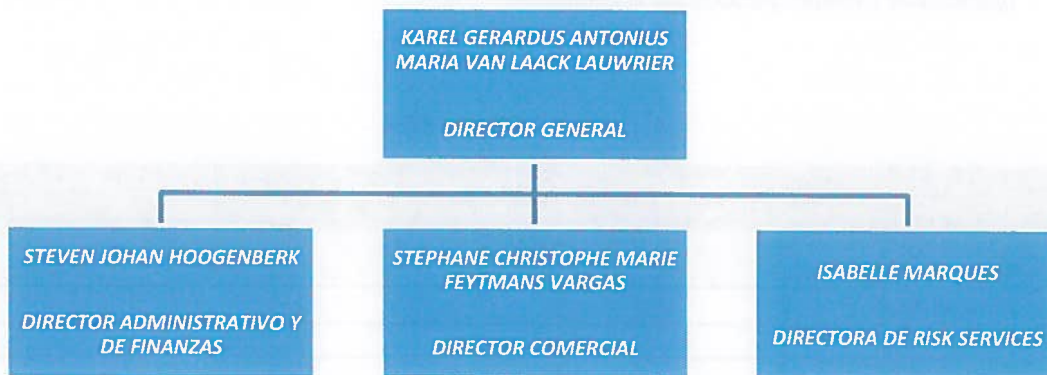 KAREL GERARDUS ANTONIUS
MARIA VAN LAACK LAUWRIER
DIRECTOR GENERAL
STEVEN JOHAN HOOGENBERK
DIRECTOR ADMINISTRATIVO Y
DE FINANZAS
STEPHANE CHRISTOPHE MARIE
FEYTMANS VARGAS
DIRECTOR COMERCIAL
ISABELLE MARQUES
DIRECTORA DE RISK SERVICES